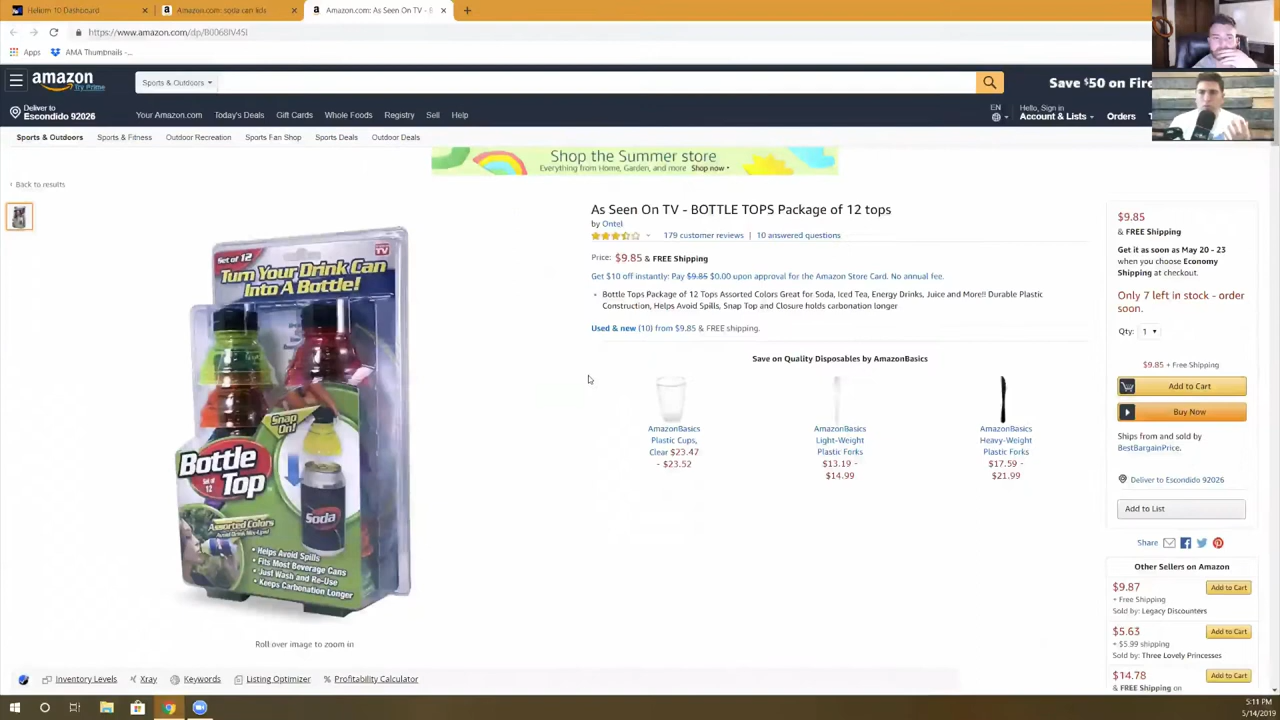 Helium 10 Dashboard
Amazon.com: soda can lids
Amazon.com: As Seen On TV - B
https://www.amazon.com/dp/B0068IV45I
Apps
AMA Thumbnails -...
amazon
Try Prime
Sports & Outdoors
Save $50 on Fire
Deliver to
Escondido 92026
Your Amazon.com
Today's Deals
Gift Cards
Whole Foods
Registry
Sell
Help
EN
Hello, Sign in
Account & Lists
Orders
Sports & Outdoors
Sports & Fitness
Outdoor Recreation
Sports Fan Shop
Sports Deals
Outdoor Deals
Shop the Summer store
Everything from Home, Garden, and more Shop now
‹ Back to results
As Seen On TV - BOTTLE TOPS Package of 12 tops
by Ontel
179 customer reviews | 10 answered questions
Price: $9.85 & FREE Shipping
Get $10 off instantly: Pay $9.85 $0.00 upon approval for the Amazon Store Card. No annual fee.
• Bottle Tops Package of 12 Tops Assorted Colors Great for Soda, Iced Tea, Energy Drinks, Juice and More!! Durable Plastic
Construction, Helps Avoid Spills, Snap Top and Closure holds carbonation longer
Used & new (10) from $9.85 & FREE shipping.
Save on Quality Disposables by AmazonBasics
AmazonBasics
Plastic Cups,
Clear $23.47
- $23.52
AmazonBasics
Light-Weight
Plastic Forks
$13.19 -
$14.99
AmazonBasics
Heavy-Weight
Plastic Forks
$17.59 -
$21.99
Set of 12
TV
Turn Your Drink Can
Into A Bottle!
Snap
On!
Bottle
Top
Set of
12
Soda
Assorted Colors
• Helps Avoid Spills
• Fits Most Beverage Cans
• Just Wash and Re-Use
• Keeps Carbonation Longer
Roll over image to zoom in
$9.85
& FREE Shipping
Get it as soon as May 20 - 23
when you choose Economy
Shipping at checkout.
Only 7 left in stock - order
soon.
Qty: 1
$9.85 + Free Shipping
Add to Cart
Buy Now
Ships from and sold by
BestBargainPrice.
Deliver to Escondido 92026
Add to List
Share
Other Sellers on Amazon
$9.87
Add to Cart
+ Free Shipping
Sold by: Legacy Discounters
$5.63
Add to Cart
+ $5.99 shipping
Sold by: Three Lovely Princesses
$14.78
Add to Cart
& FREE Shipping on
Inventory Levels
Xray
Keywords
Listing Optimizer
Profitability Calculator
5:11 PM
5/14/2019